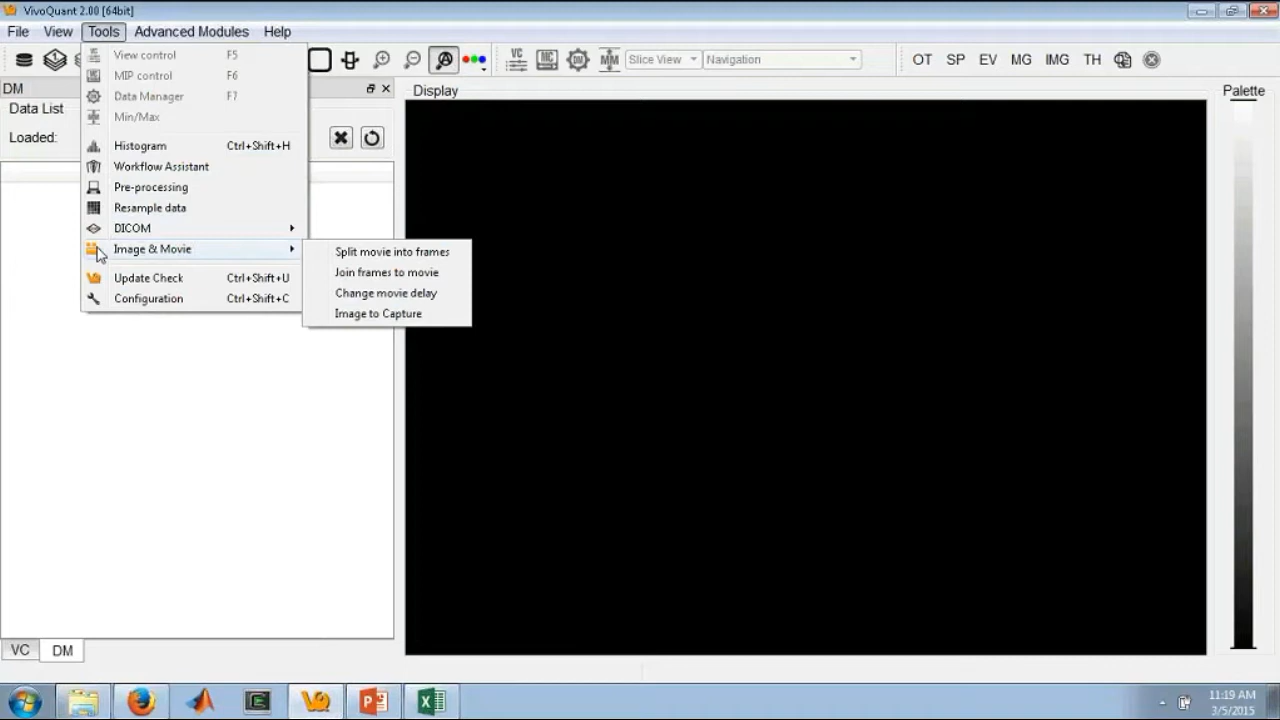 VivoQuant 2.00 [64bit]
File View Tools Advanced Modules Help
VC MC DM MM Slice View Navigation OT SP EV MG IMG TH
DM
Data List
Loaded:
View control F5
MIP control F6
Data Manager F7
Min/Max
Histogram Ctrl+Shift+H
Workflow Assistant
Pre-processing
Resample data
DICOM
Image & Movie
Update Check Ctrl+Shift+U
Configuration Ctrl+Shift+C
Split movie into frames
Join frames to movie
Change movie delay
Image to Capture
Display
Palette
VC DM
11:19 AM
3/5/2015